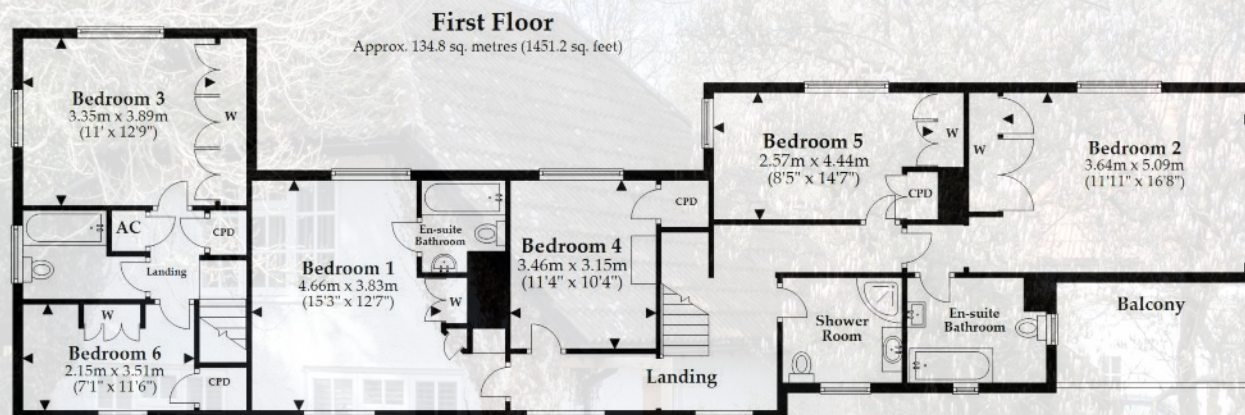 First Floor
Approx. 134.8 sq. metres (1451.2 sq. feet)
Bedroom 3
3.35m x 3.89m
(11' x 12'9")
W
AC
CPD
Landing
W
Bedroom 6
2.15m x 3.51m
(7'1" x 11'6")
CPD
Bedroom 1
4.66m x 3.83m
(15'3" x 12'7")
En-suite
Bathroom
W
Bedroom 4
3.46m x 3.15m
(11'4" x 10'4")
CPD
Landing
Bedroom 5
2.57m x 4.44m
(8'5" x 14'7")
W
CPD
W
Bedroom 2
3.64m x 5.09m
(11'11" x 16'8")
Shower
Room
En-suite
Bathroom
Balcony